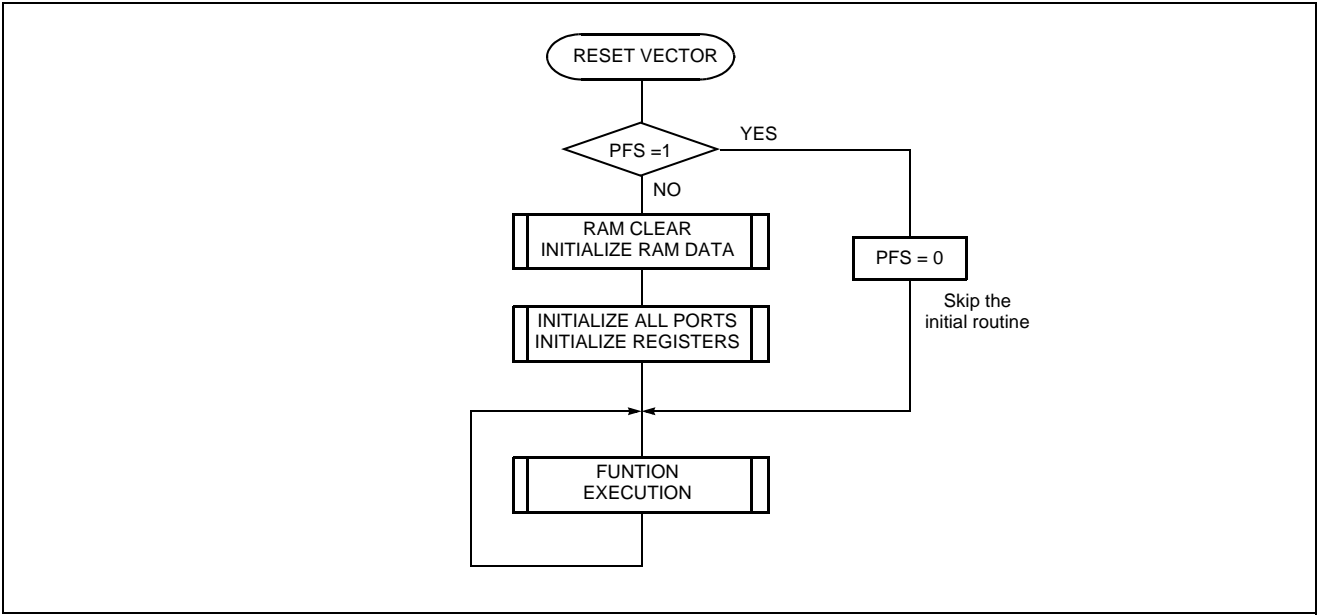 RESET VECTOR
YES
PFS =1
NO
RAM CLEAR
INITIALIZE RAM DATA
PFS = 0
Skip the
initial routine
INITIALIZE ALL PORTS
INITIALIZE REGISTERS
FUNTION
EXECUTION